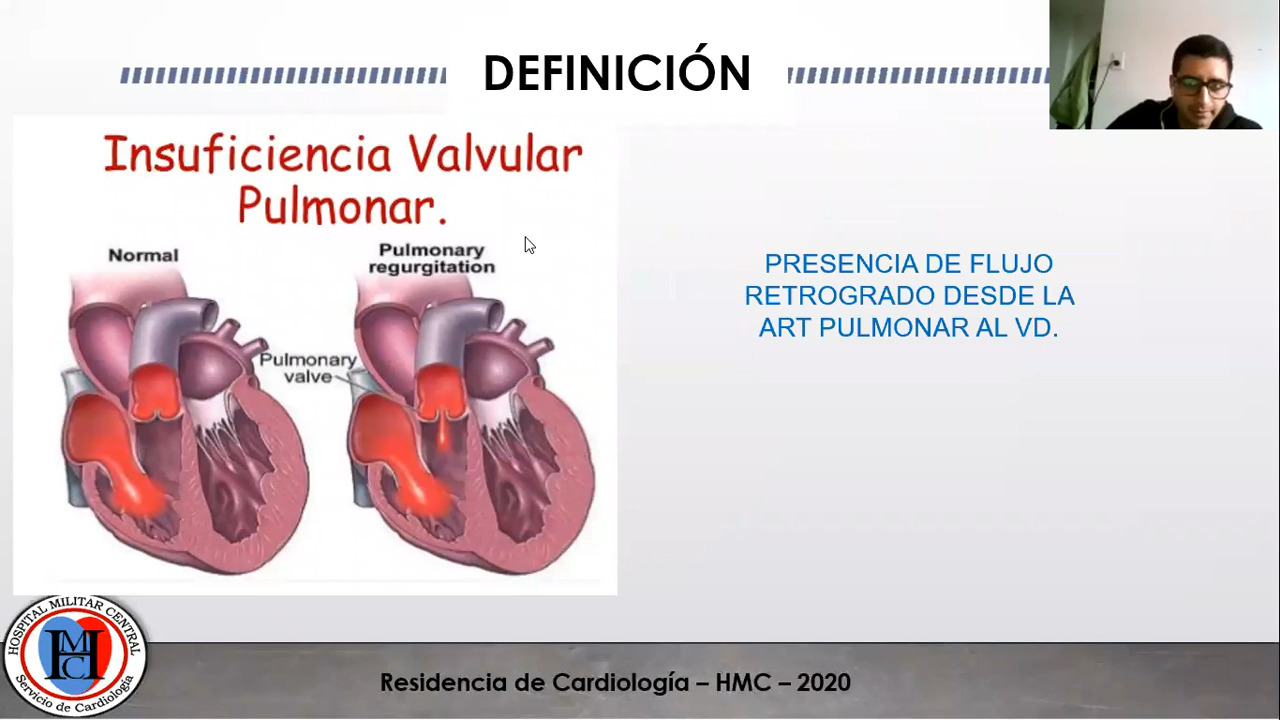 DEFINICIÓN
Insuficiencia Valvular
Pulmonar.
Normal
Pulmonary
regurgitation
Pulmonary
valve
PRESENCIA DE FLUJO
RETROGRADO DESDE LA
ART PULMONAR AL VD.
HOSPITAL MILITAR CENTRAL
HMC
Servicio de Cardiología
Residencia de Cardiología – HMC – 2020